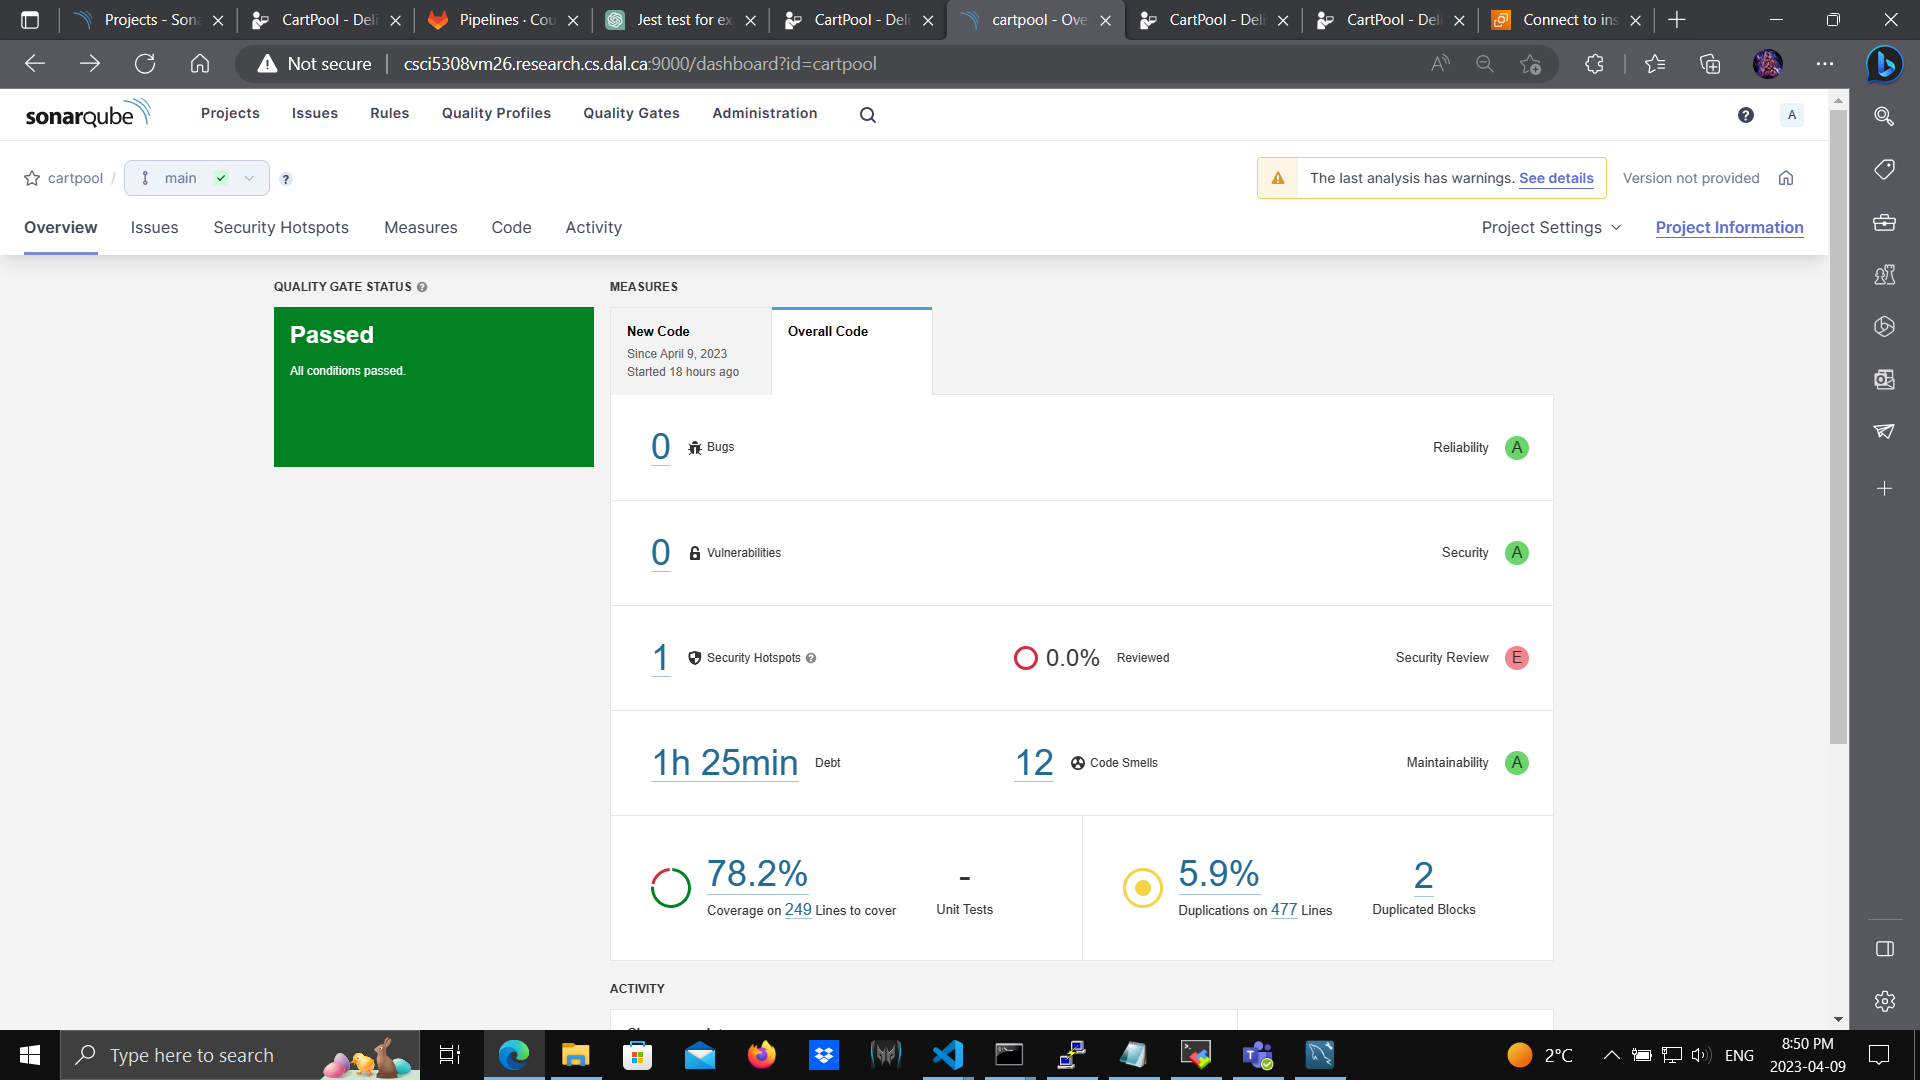 Projects - Sona
CartPool - Deli
Pipelines · Cou
Jest test for ex
CartPool - Deli
cartpool - Ove
CartPool - Deli
CartPool - Deli
Connect to ins
Not secure
csci5308vm26.research.cs.dal.ca:9000/dashboard?id=cartpool
sonarqube
Projects
Issues
Rules
Quality Profiles
Quality Gates
Administration
A
cartpool / main
The last analysis has warnings. See details
Version not provided
Overview
Issues
Security Hotspots
Measures
Code
Activity
Project Settings
Project Information
QUALITY GATE STATUS
MEASURES
Passed
All conditions passed.
New Code
Since April 9, 2023
Started 18 hours ago
Overall Code
0 Bugs
Reliability A
0 Vulnerabilities
Security A
1 Security Hotspots
0.0% Reviewed
Security Review E
1h 25min Debt
12 Code Smells
Maintainability A
78.2%
Coverage on 249 Lines to cover
-
Unit Tests
5.9%
Duplications on 477 Lines
2
Duplicated Blocks
ACTIVITY
Type here to search
2°C
ENG
8:50 PM
2023-04-09